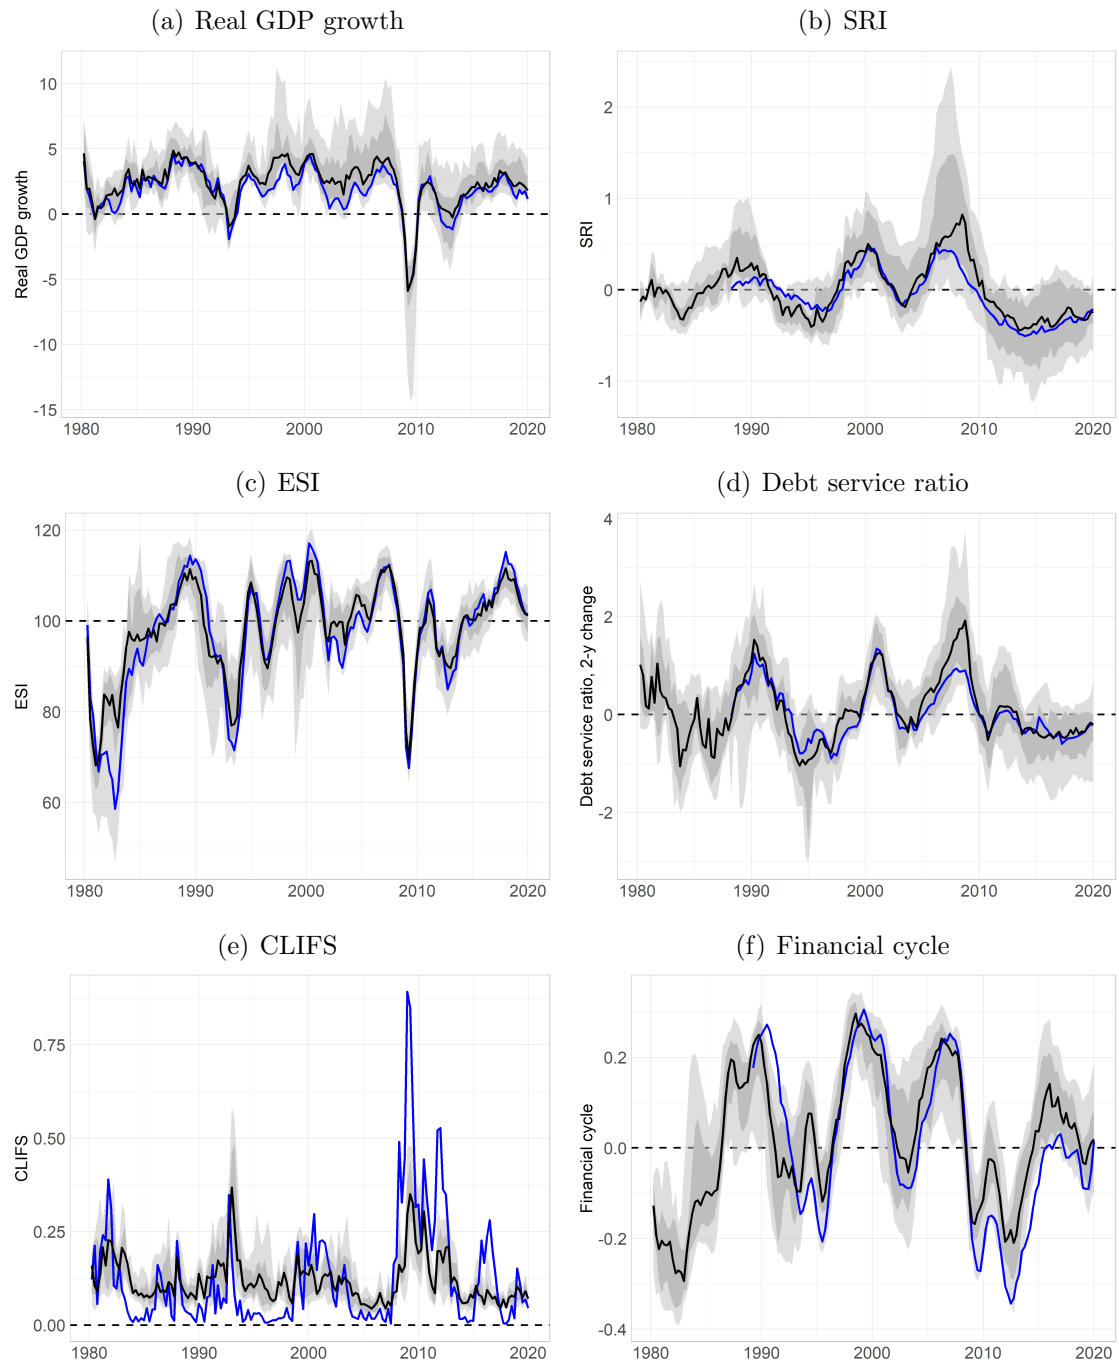 (a) Real GDP growth
(b) SRI
10
5
0
-5
-10
-15
Real GDP growth
1980 1990 2000 2010 2020
2
1
0
-1
SRI
1980 1990 2000 2010 2020
(c) ESI
(d) Debt service ratio
120
100
80
60
ESI
1980 1990 2000 2010 2020
4
2
0
-2
Debt service ratio, 2-y change
1980 1990 2000 2010 2020
(e) CLIFS
(f) Financial cycle
0.75
0.50
0.25
0.00
CLIFS
1980 1990 2000 2010 2020
0.2
0.0
-0.2
-0.4
Financial cycle
1980 1990 2000 2010 2020